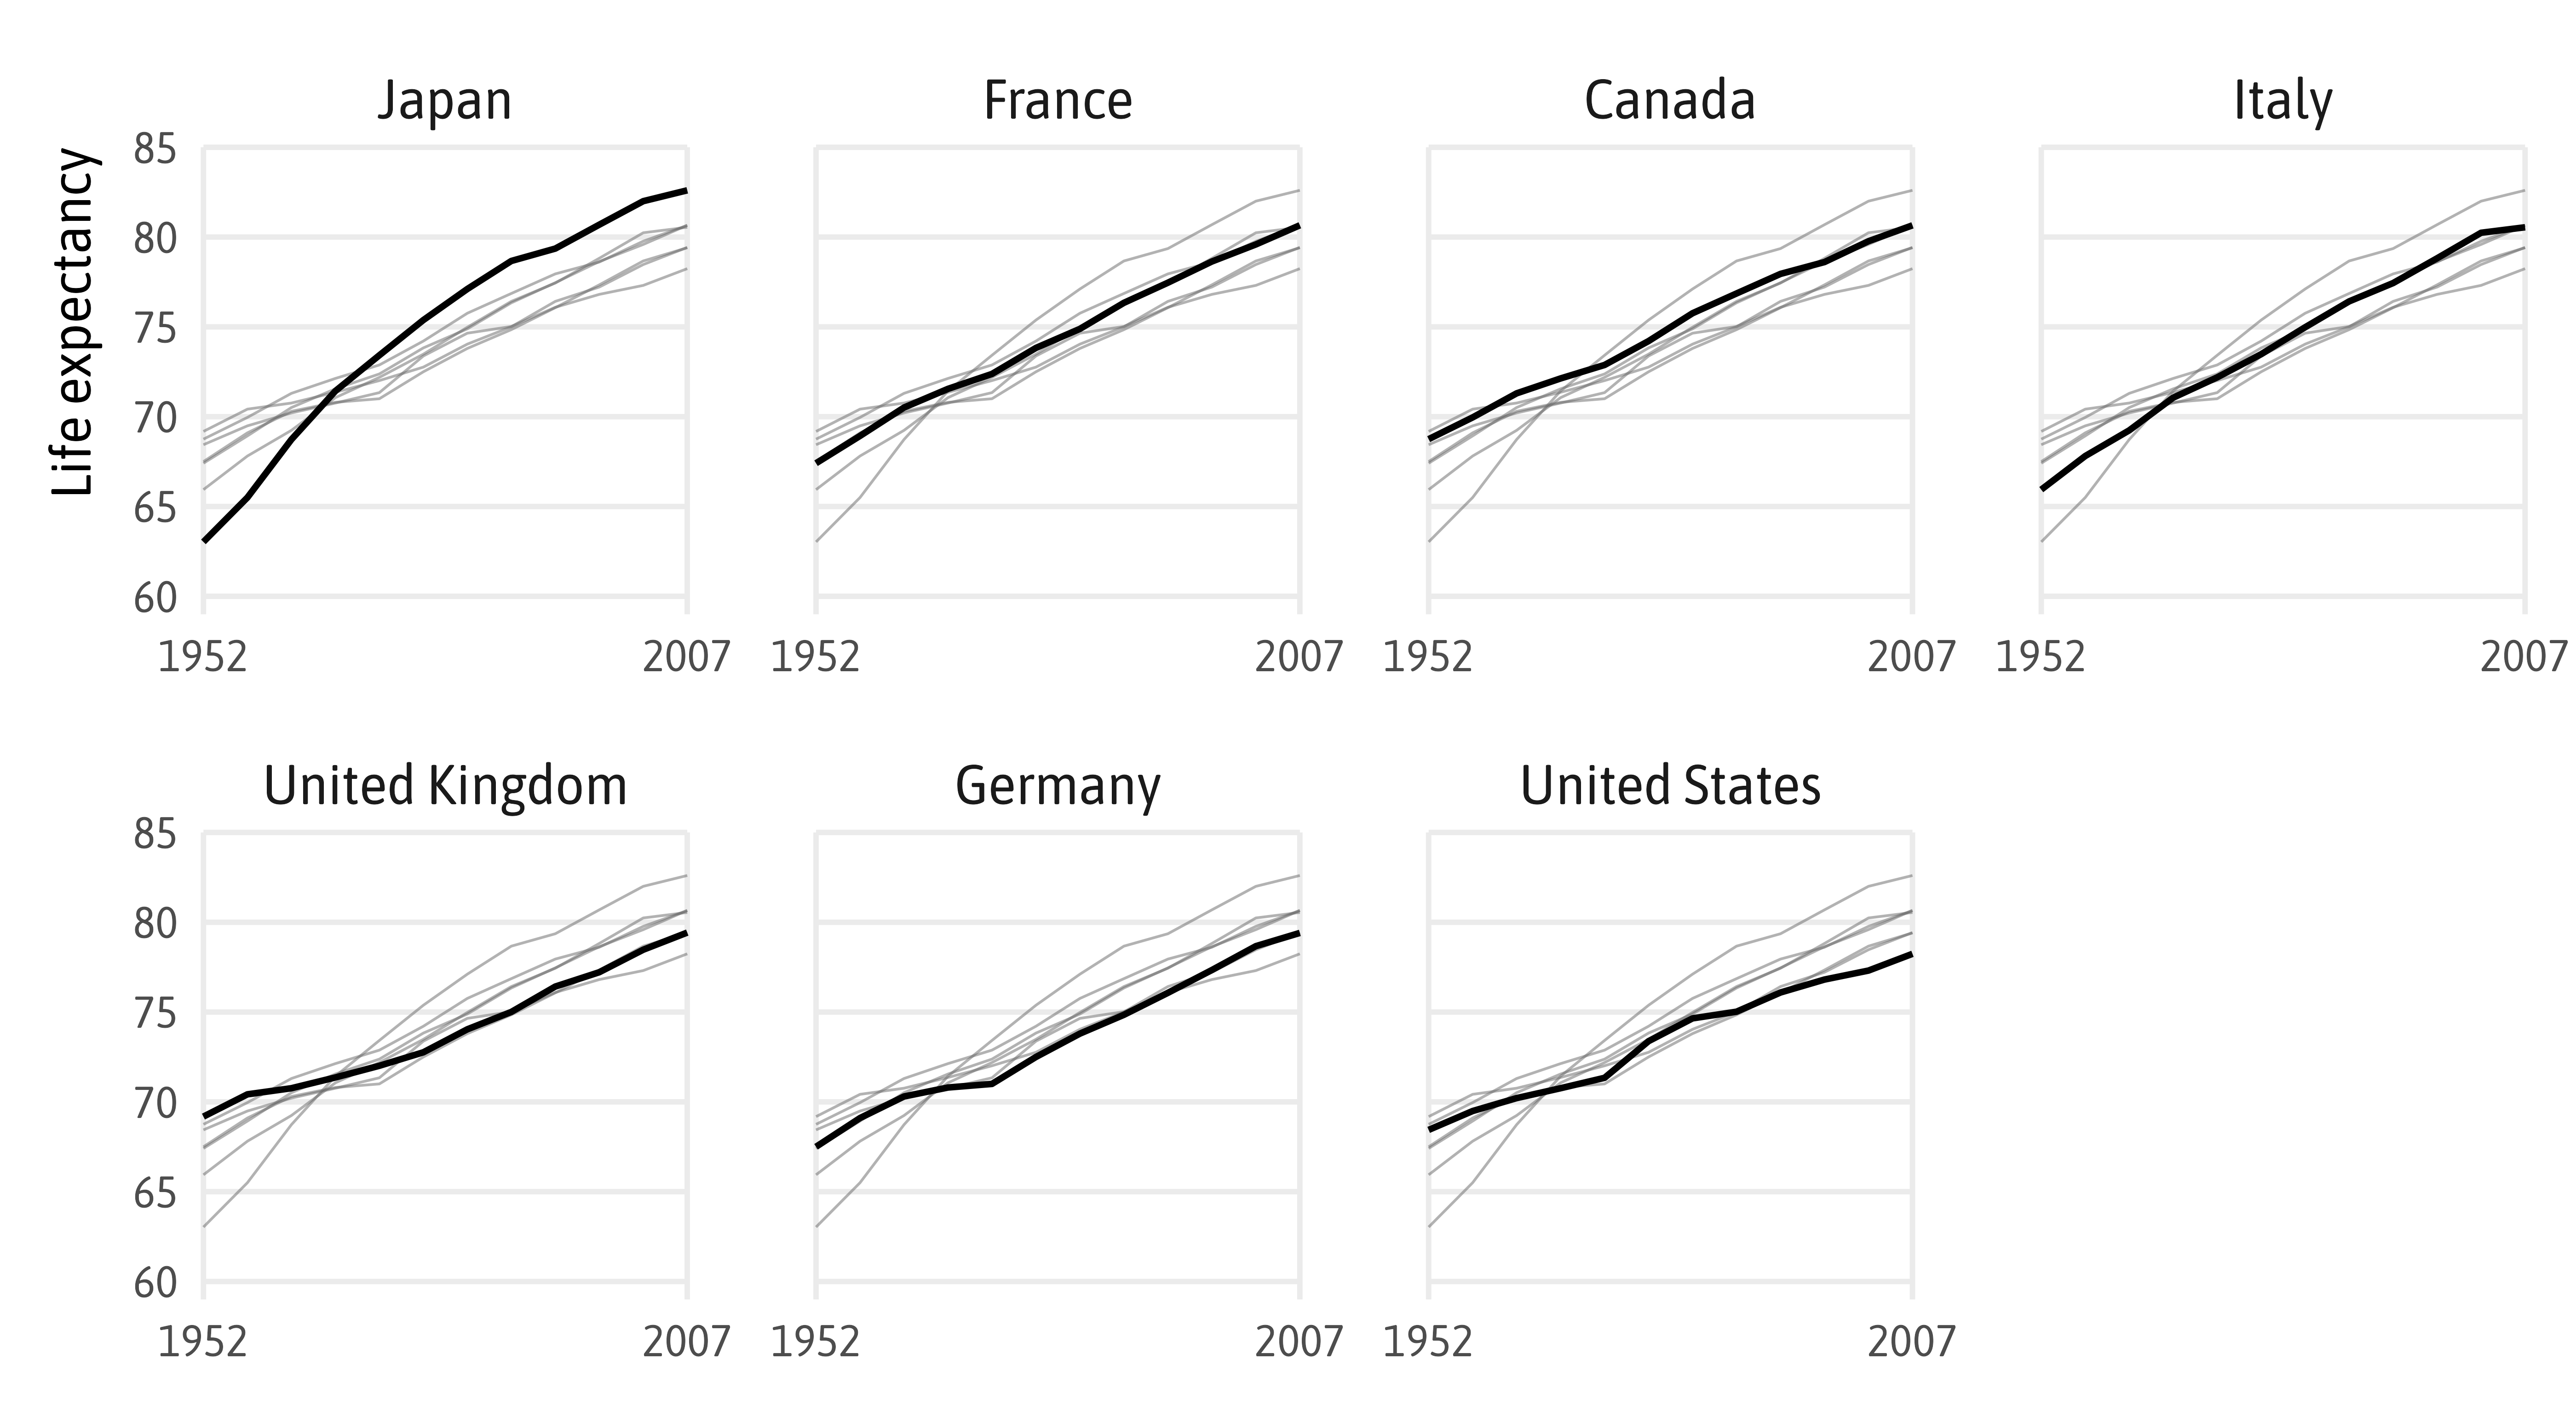 Japan France Canada Italy
Life expectancy
85
80
75
70
65
60
1952 2007 1952 2007 1952 2007 1952 2007
United Kingdom Germany United States
85
80
75
70
65
60
1952 2007 1952 2007 1952 2007